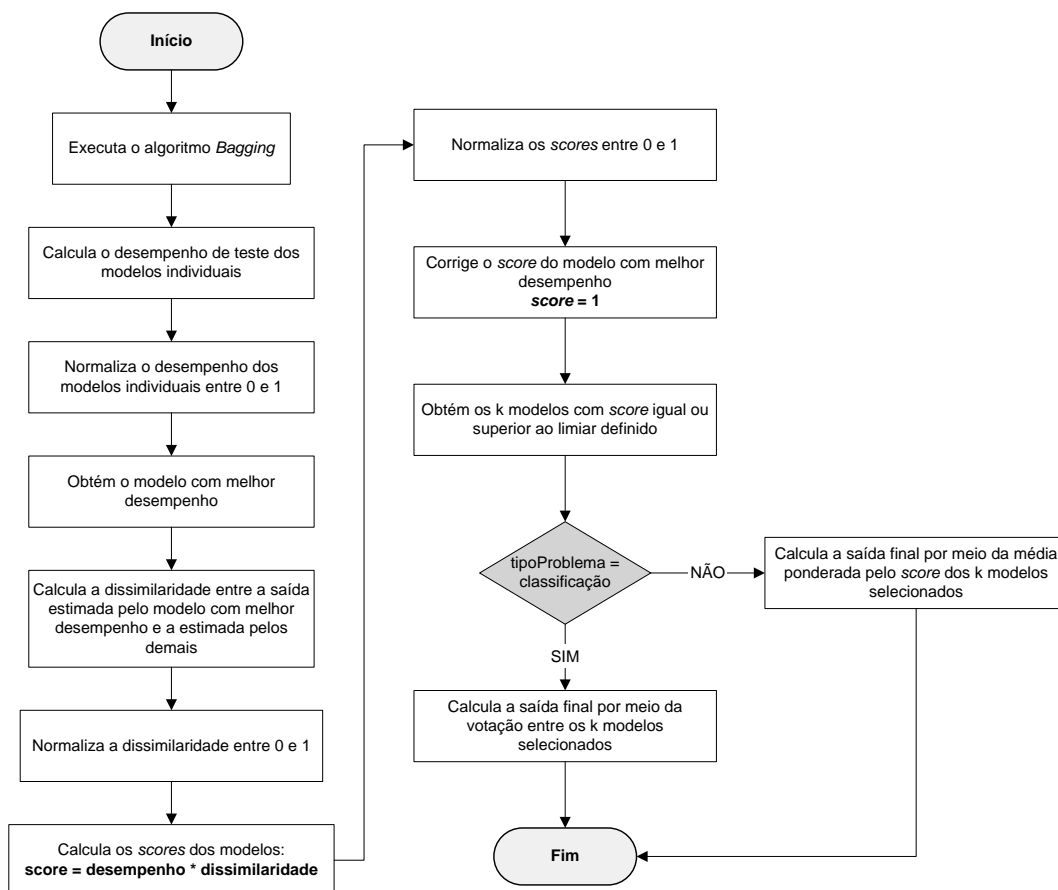 Início
Executa o algoritmo Bagging
Calcula o desempenho de teste dos
modelos individuais
Normaliza o desempenho dos
modelos individuais entre 0 e 1
Obtém o modelo com melhor
desempenho
Calcula a dissimilaridade entre a saída
estimada pelo modelo com melhor
desempenho e a estimada pelos
demais
Normaliza a dissimilaridade entre 0 e 1
Calcula os scores dos modelos:
score = desempenho * dissimilaridade
Normaliza os scores entre 0 e 1
Corrige o score do modelo com melhor
desempenho
score = 1
Obtém os k modelos com score igual ou
superior ao limiar definido
tipoProblema =
classificação
NÃO
Calcula a saída final por meio da média
ponderada pelo score dos k modelos
selecionados
SIM
Calcula a saída final por meio da
votação entre os k modelos
selecionados
Fim